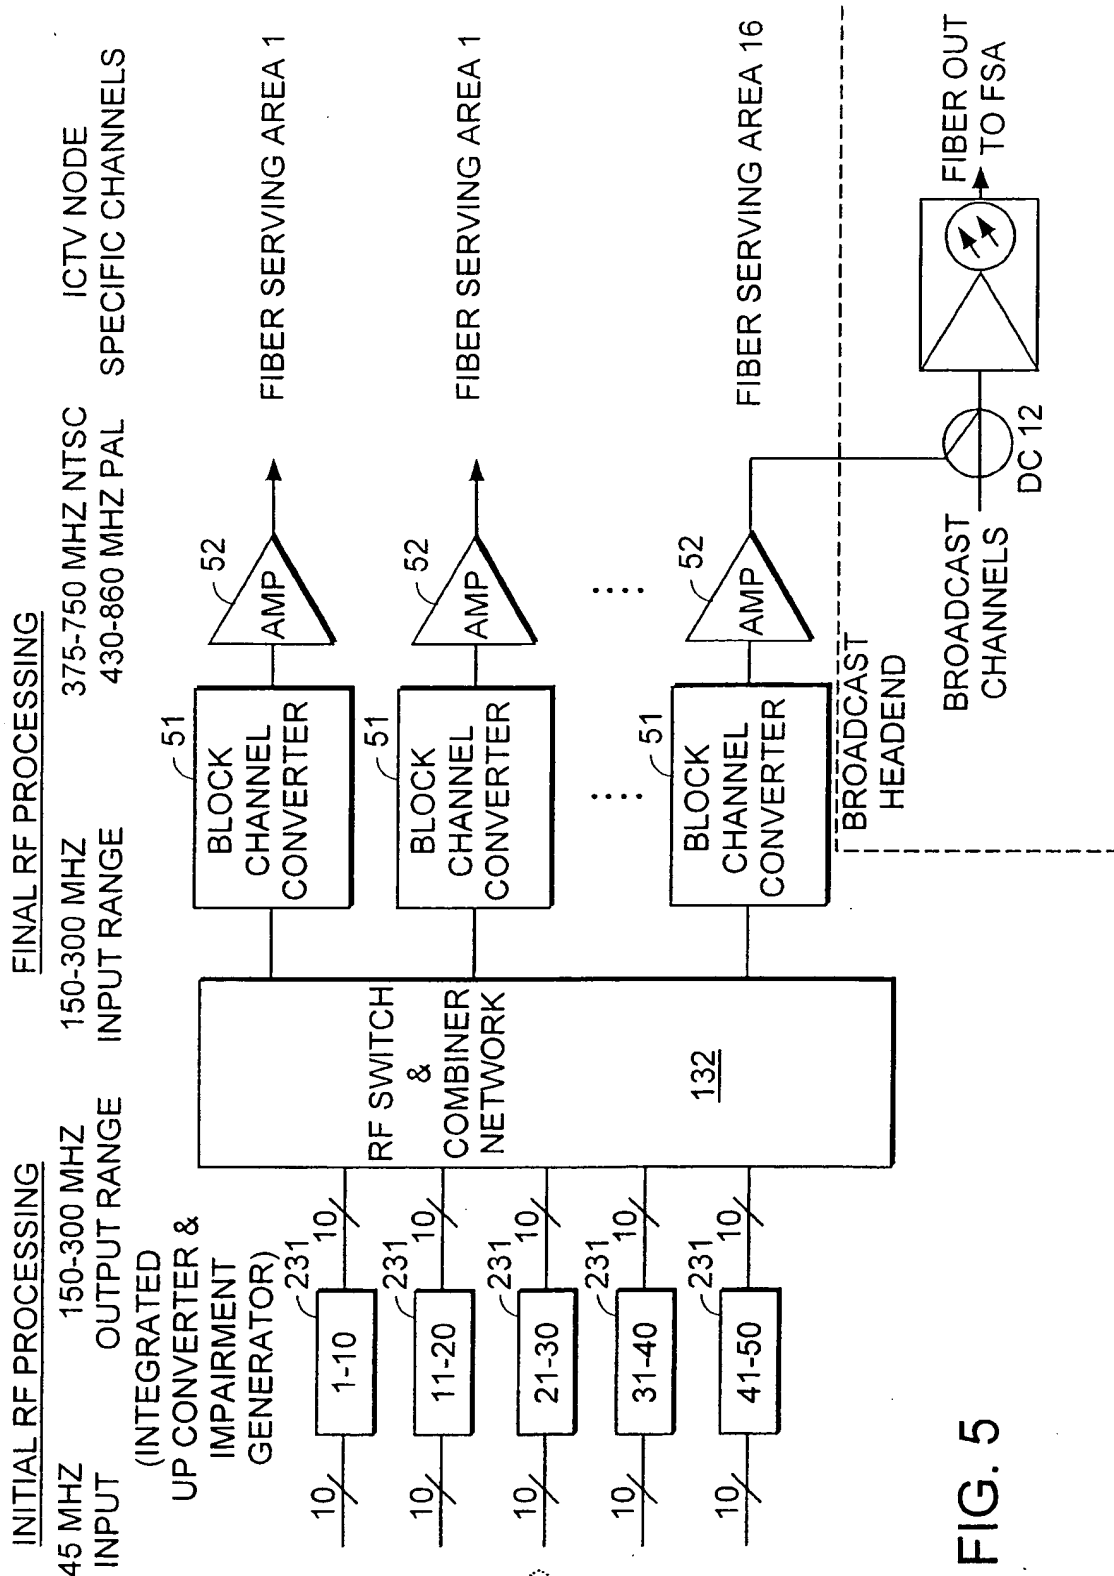 INITIAL RF PROCESSING
FINAL RF PROCESSING
45 MHZ
INPUT
150-300 MHZ
OUTPUT RANGE
150-300 MHZ
INPUT RANGE
375-750 MHZ NTSC
430-860 MHZ PAL
ICTV NODE
SPECIFIC CHANNELS
(INTEGRATED
UP CONVERTER &
IMPAIRMENT
GENERATOR)
10
231
1-10
10
10
231
11-20
10
10
231
21-30
10
10
231
31-40
10
10
231
41-50
10
RF SWITCH
&
COMBINER
NETWORK
132
51
BLOCK
CHANNEL
CONVERTER
52
AMP
FIBER SERVING AREA 1
51
BLOCK
CHANNEL
CONVERTER
52
AMP
FIBER SERVING AREA 1
....
....
51
BLOCK
CHANNEL
CONVERTER
52
AMP
FIBER SERVING AREA 16
BROADCAST
HEADEND
BROADCAST
CHANNELS
DC 12
FIBER OUT
TO FSA
FIG. 5